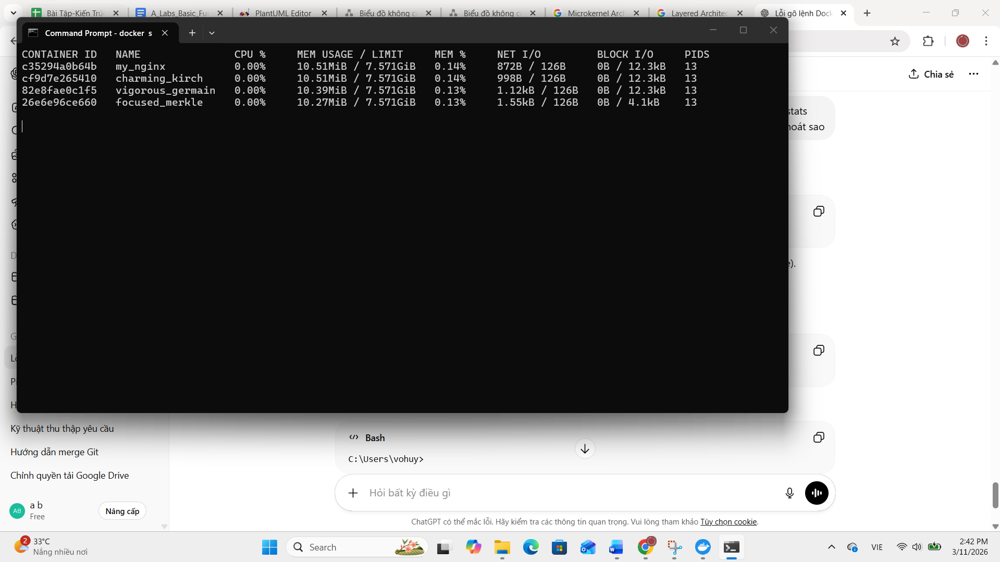 Bài Tập-Kiến Trú
A_Labs_Basic_Fu
PlantUML Editor
Biểu đồ không c
Biểu đồ không c
Microkernel Arch
Layered Architec
Lỗi gõ lệnh Dock
Command Prompt - docker s
CONTAINER ID NAME CPU % MEM USAGE / LIMIT MEM % NET I/O BLOCK I/O PIDS
c35294a0b64b my_nginx 0.00% 10.51MiB / 7.571GiB 0.14% 872B / 126B 0B / 12.3kB 13
cf9d7e265410 charming_kirch 0.00% 10.51MiB / 7.571GiB 0.14% 998B / 126B 0B / 12.3kB 13
82e8fae0c1f5 vigorous_germain 0.00% 10.39MiB / 7.571GiB 0.13% 1.12kB / 126B 0B / 12.3kB 13
26e6e96ce660 focused_merkle 0.00% 10.27MiB / 7.571GiB 0.13% 1.55kB / 126B 0B / 4.1kB 13
Chia sẻ
stats
hoát sao
e).
Kỹ thuật thu thập yêu cầu
Hướng dẫn merge Git
Chỉnh quyền tải Google Drive
AB
a b
Free
Nâng cấp
Bash
C:\Users\vohuy>
Hỏi bất kỳ điều gì
ChatGPT có thể mắc lỗi. Hãy kiểm tra các thông tin quan trọng. Vui lòng tham khảo Tùy chọn cookie.
2
33°C
Nắng nhiều nơi
Search
VIE
2:42 PM
3/11/2026